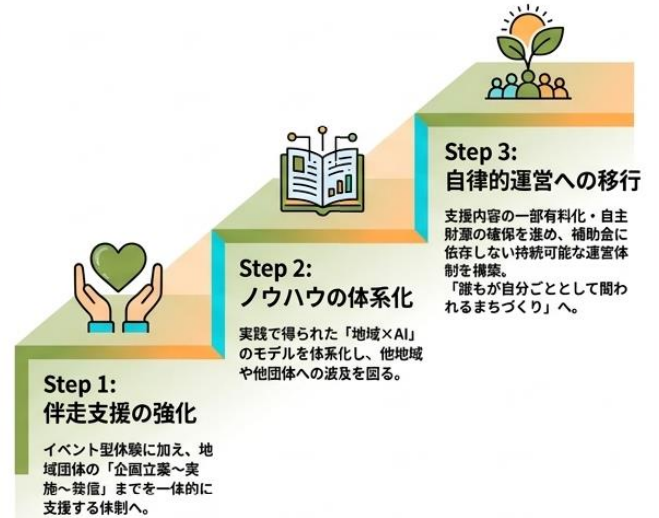 Step 1:
伴走支援の強化
イベント型体験に加え、地
域団体の「企画立案～実
施～」までを一体的に
支援する体制へ。
Step 2:
ノウハウの体系化
実践で得られた「地域×AI」
のモデルを体系化し、他地域
や他団体への波及を図る。
Step 3:
自律的運営への移行
支援内容の一部有料化・自主
財源の確保を進め、補助金に
依存しない持続可能な運営体
制を構築。
「誰もが自分ごととして関わ
れるまちづくり」へ。